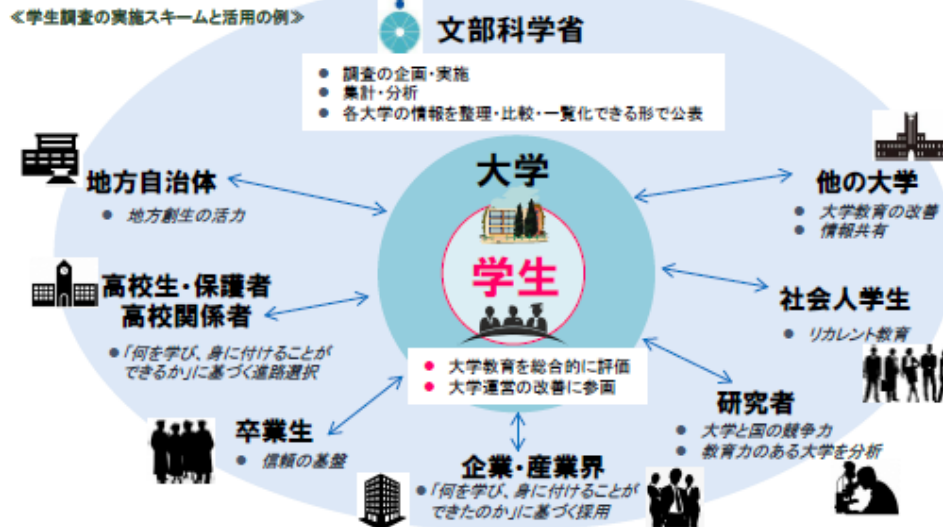 ≪学生調査の実施スキームと活用の例≫
文部科学省
● 調査の企画・実施
● 集計・分析
● 各大学の情報を整理・比較・一覧化できる形で公表
大学
学生
● 大学教育を総合的に評価
● 大学運営の改善に参画
地方自治体
● 地方創生の活力
高校生・保護者
高校関係者
●「何を学び、身に付けることが
できるか」に基づく進路選択
卒業生
● 信頼の基盤
企業・産業界
●「何を学び、身に付けることが
できたのか」に基づく採用
他の大学
● 大学教育の改善
● 情報共有
社会人学生
● リカレント教育
研究者
● 大学と国の競争力
● 教育力のある大学を分析